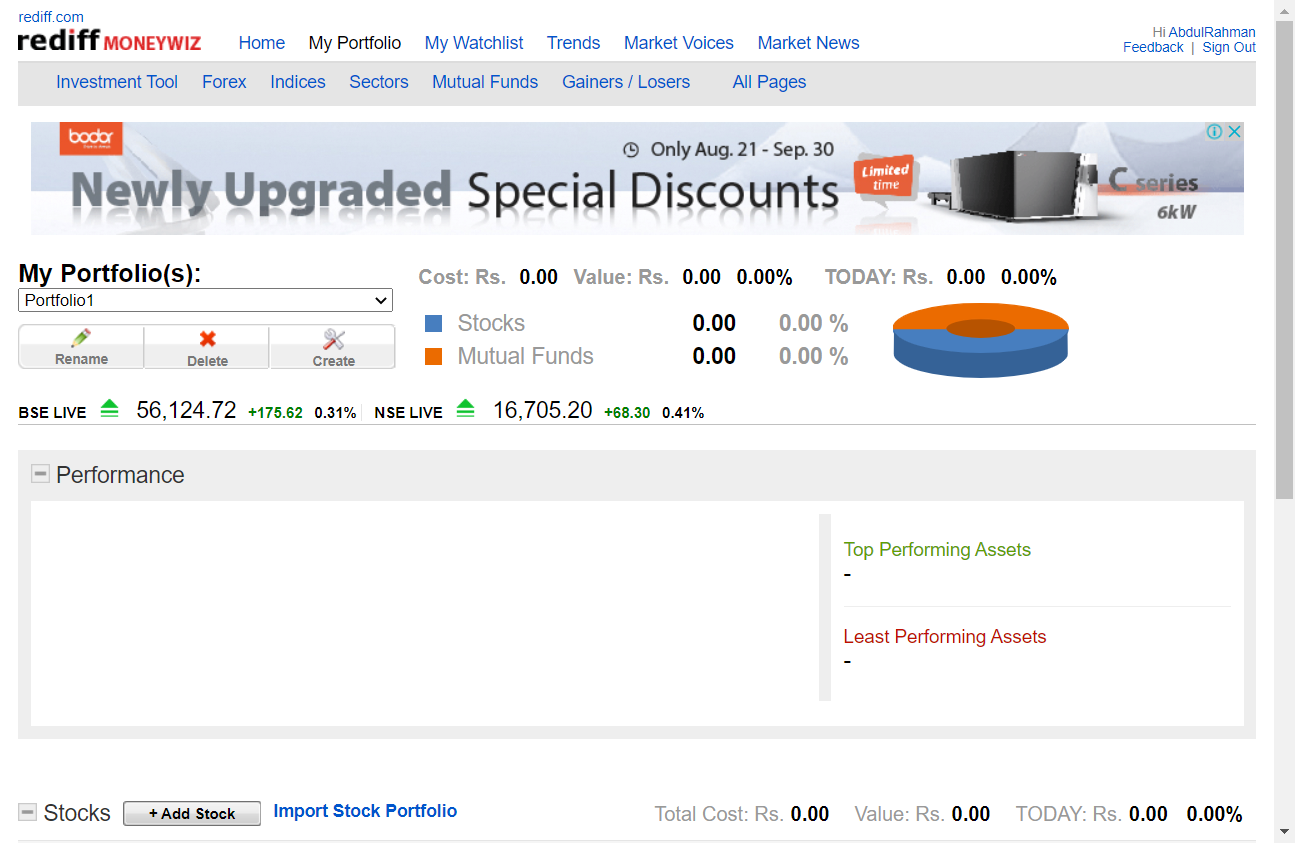 rediff.com
rediff MONEYWIZ Home My Portfolio My Watchlist Trends Market Voices Market News
Hi AbdulRahman
Feedback | Sign Out
Investment Tool Forex Indices Sectors Mutual Funds Gainers / Losers All Pages
bodor
Only Aug. 21 - Sep. 30
Newly Upgraded Special Discounts
Limited time
C series
6kW
My Portfolio(s):
Portfolio1
Rename Delete Create
Cost: Rs. 0.00 Value: Rs. 0.00 0.00% TODAY: Rs. 0.00 0.00%
Stocks 0.00 0.00 %
Mutual Funds 0.00 0.00 %
BSE LIVE 56,124.72 +175.62 0.31% NSE LIVE 16,705.20 +68.30 0.41%
Performance
Top Performing Assets
-
Least Performing Assets
-
Stocks + Add Stock Import Stock Portfolio Total Cost: Rs. 0.00 Value: Rs. 0.00 TODAY: Rs. 0.00 0.00%